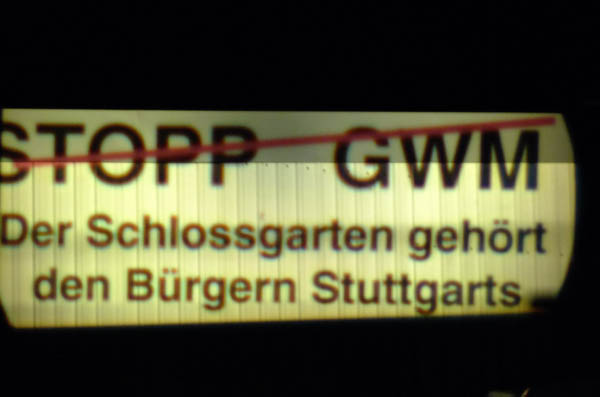 STOPP GWM
Der Schlossgarten gehört
den Bürgern Stuttgarts